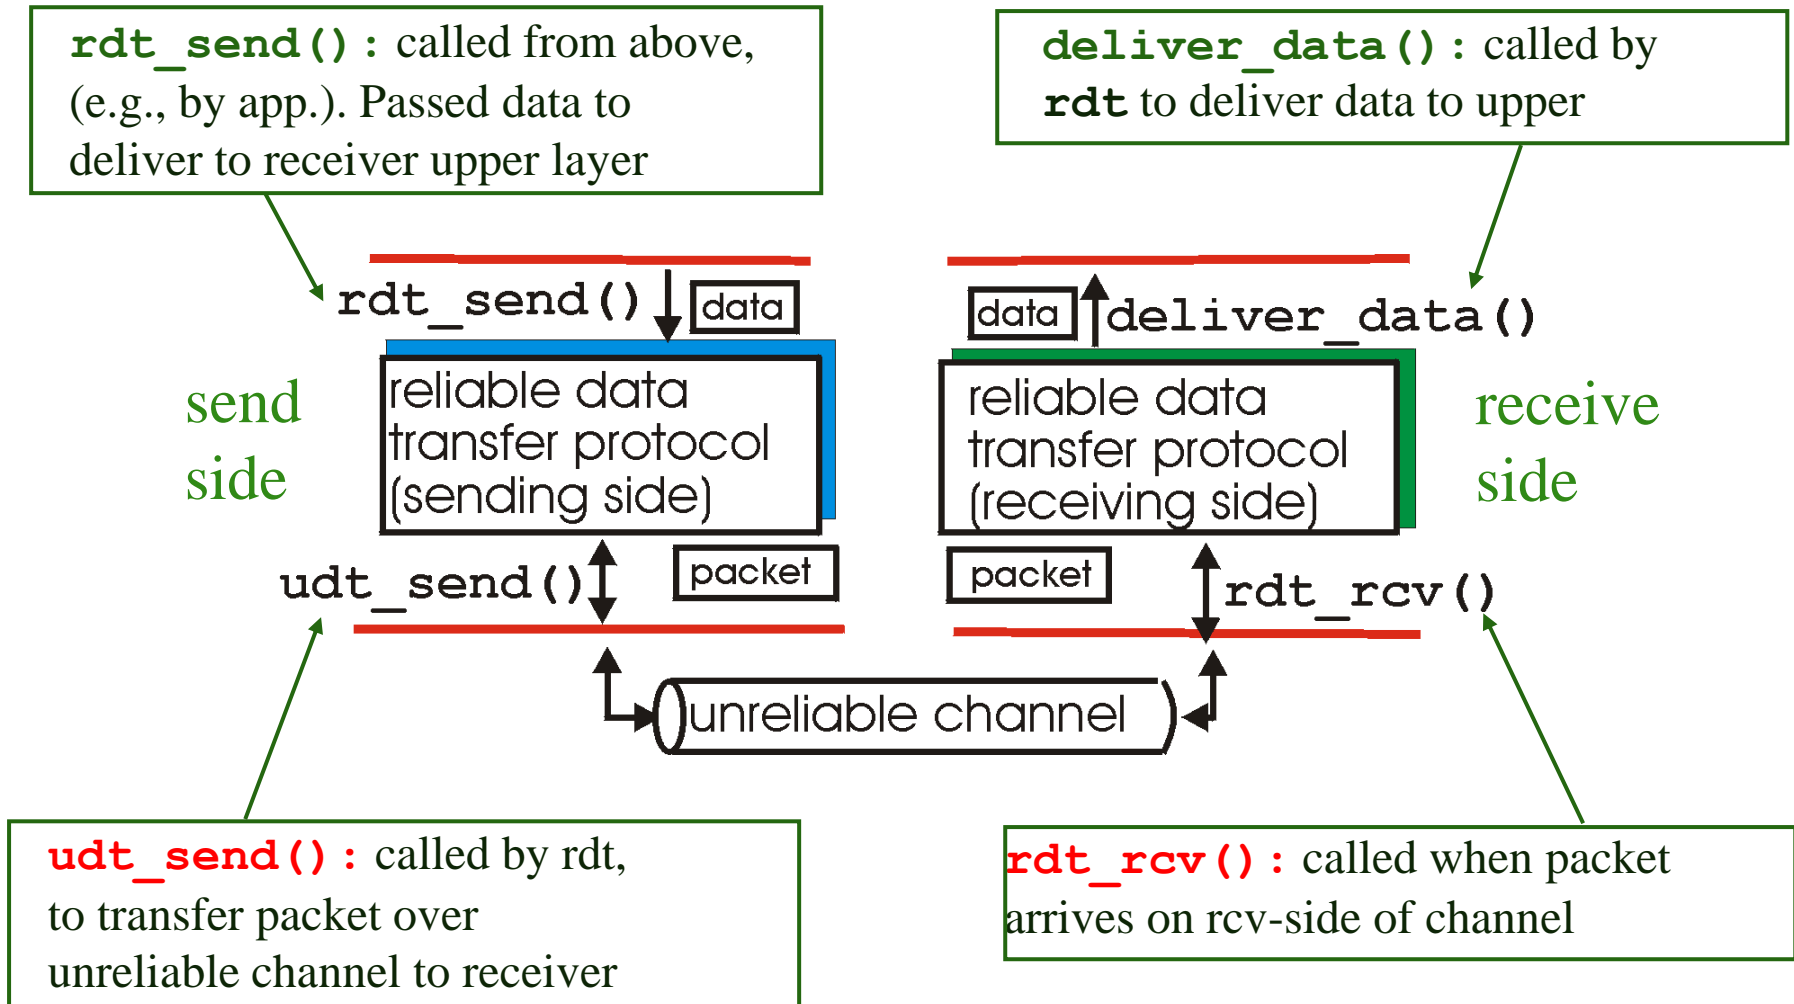 rdt_send(): called from above,
(e.g., by app.). Passed data to
deliver to receiver upper layer
deliver_data(): called by
rdt to deliver data to upper
rdt_send()
data
data
deliver_data()
send
side
reliable data
transfer protocol
(sending side)
reliable data
transfer protocol
(receiving side)
receive
side
udt_send()
packet
packet
rdt_rcv()
unreliable channel
udt_send(): called by rdt,
to transfer packet over
unreliable channel to receiver
rdt_rcv(): called when packet
arrives on rcv-side of channel